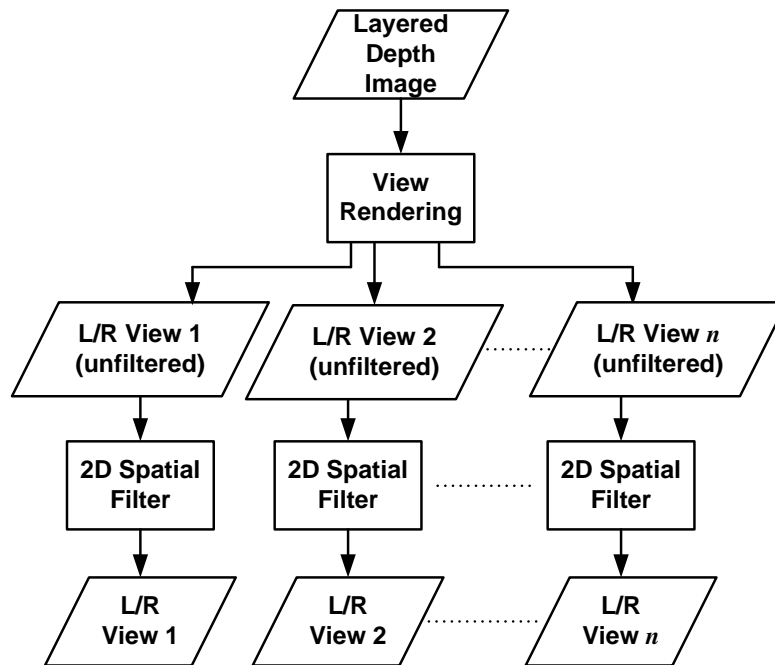 Layered
Depth
Image
View
Rendering
L/R View 1
(unfiltered)
L/R View 2
(unfiltered)
L/R View n
(unfiltered)
2D Spatial
Filter
2D Spatial
Filter
2D Spatial
Filter
L/R
View 1
L/R
View 2
L/R
View n